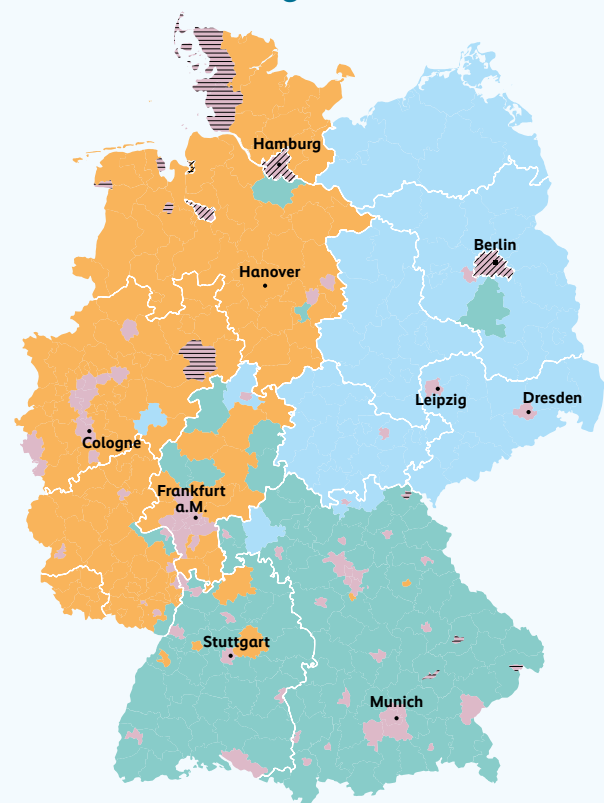 Hamburg
Berlin
Hanover
Leipzig
Dresden
Cologne
Frankfurt
a.M.
Stuttgart
Munich